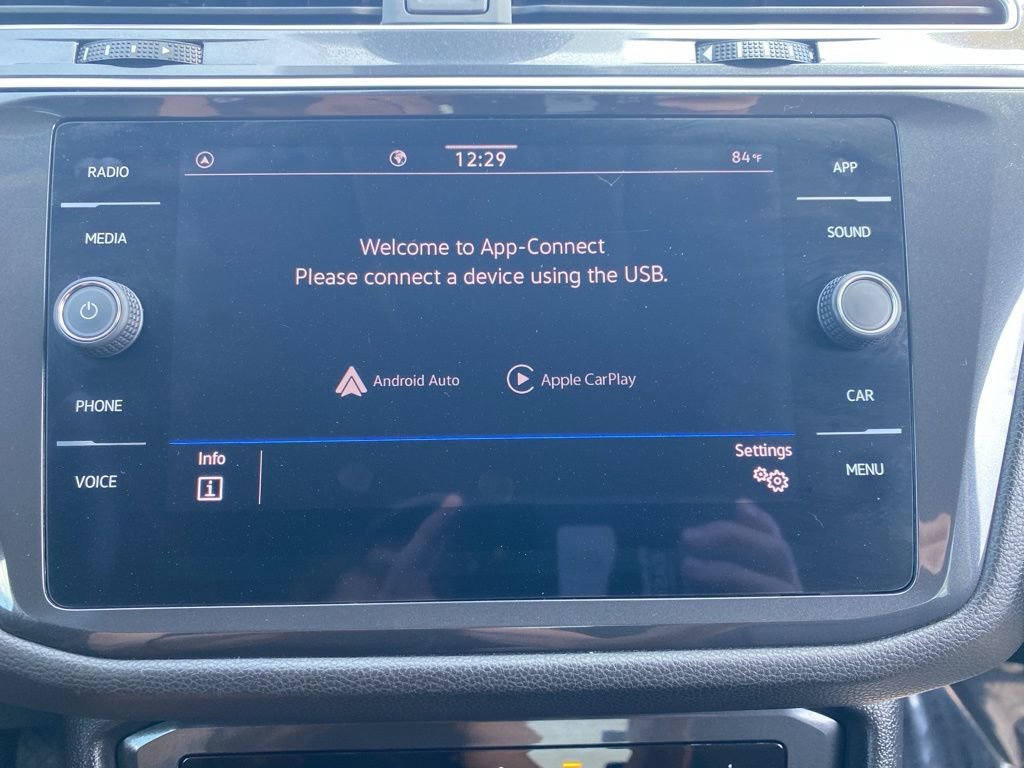 RADIO
MEDIA
PHONE
VOICE
12:29
84°F
Welcome to App-Connect
Please connect a device using the USB.
Android Auto
Apple CarPlay
Info
Settings
APP
SOUND
CAR
MENU